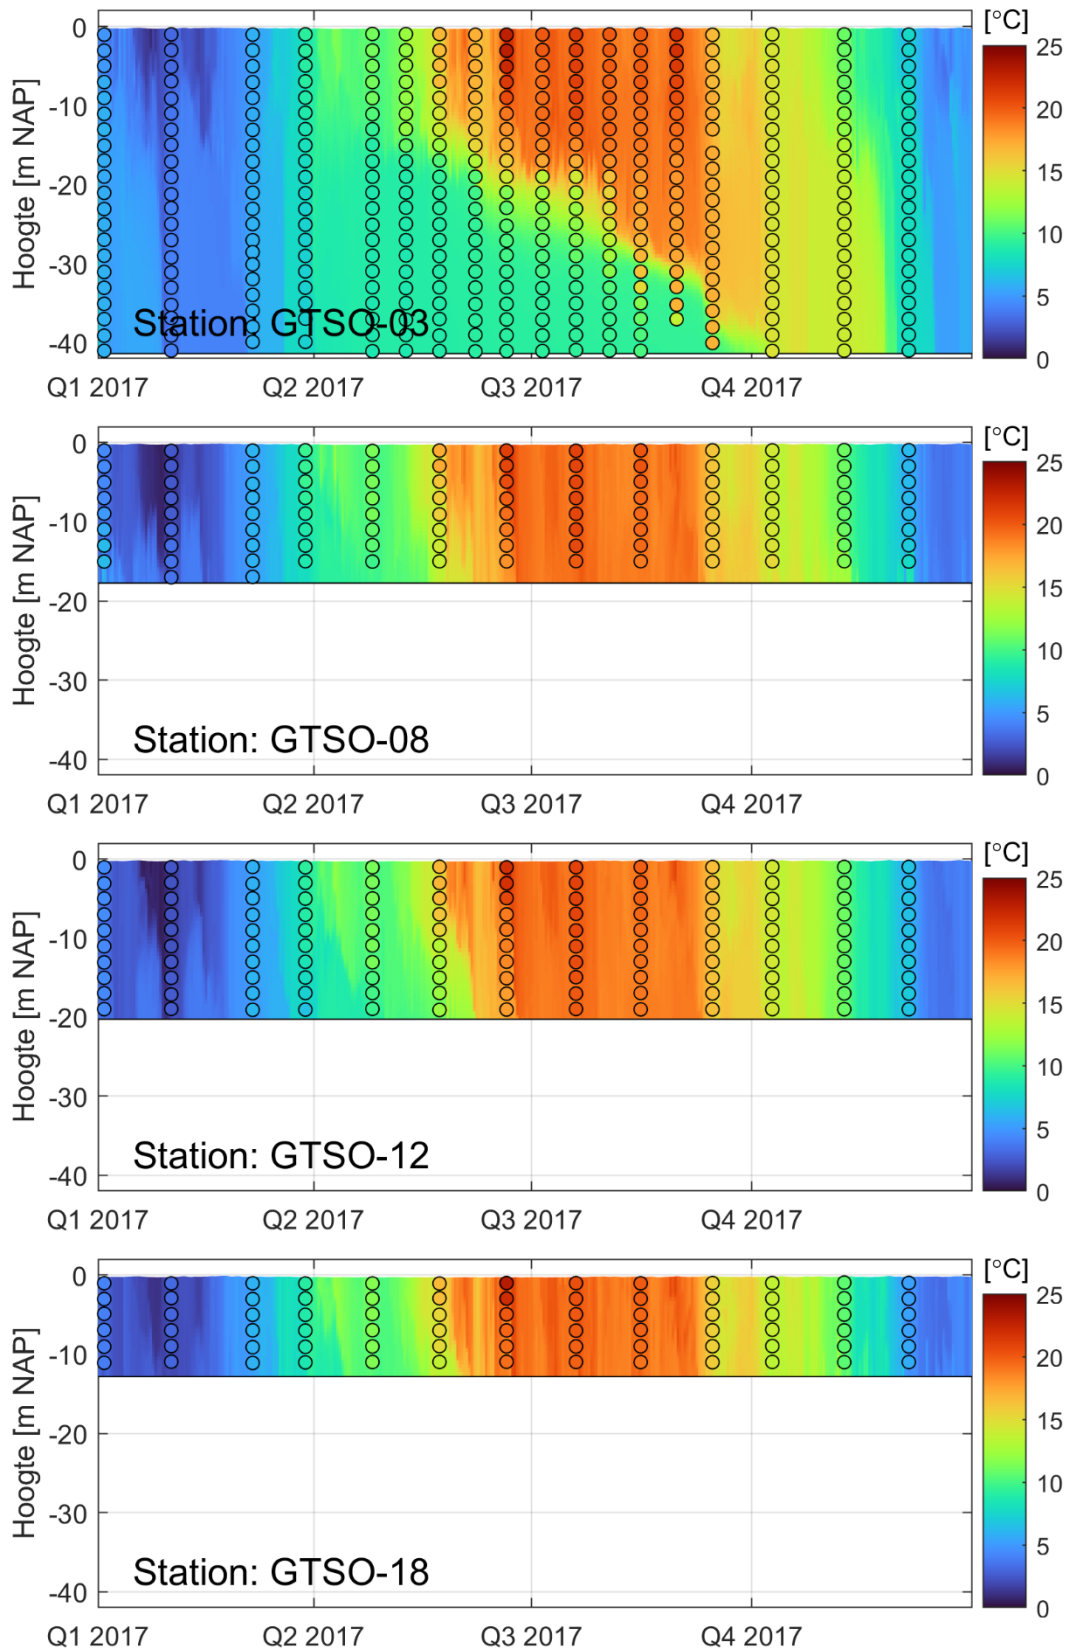 [°C]
0
-10
-20
-30
-40
Hoogte [m NAP]
Station: GTSO-03
25
20
15
10
5
0
Q1 2017
Q2 2017
Q3 2017
Q4 2017
[°C]
0
-10
-20
-30
-40
Hoogte [m NAP]
Station: GTSO-08
25
20
15
10
5
0
Q1 2017
Q2 2017
Q3 2017
Q4 2017
[°C]
0
-10
-20
-30
-40
Hoogte [m NAP]
Station: GTSO-12
25
20
15
10
5
0
Q1 2017
Q2 2017
Q3 2017
Q4 2017
[°C]
0
-10
-20
-30
-40
Hoogte [m NAP]
Station: GTSO-18
25
20
15
10
5
0
Q1 2017
Q2 2017
Q3 2017
Q4 2017